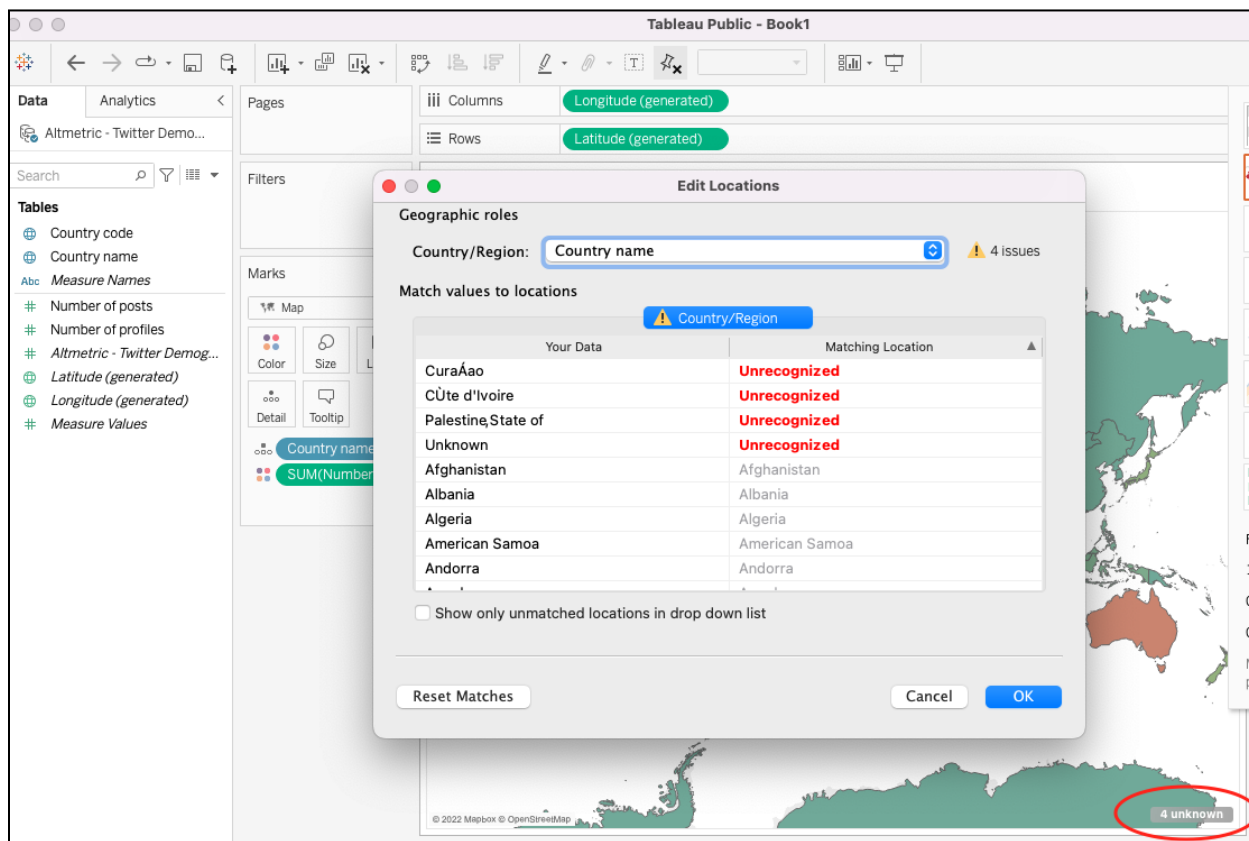 Tableau Public - Book1
Data
Analytics
Pages
iii Columns
Longitude (generated)
Altmetric - Twitter Demo...
Rows
Latitude (generated)
Search
Filters
Edit Locations
Tables
Geographic roles
Country code
Country/Region:
Country name
4 issues
Country name
Abc
Measure Names
Marks
Match values to locations
Number of posts
Map
Country/Region
Number of profiles
Your Data
Matching Location
Altmetric - Twitter Demog...
Color
Size
L
CuraÁao
Unrecognized
Latitude (generated)
CÙte d'Ivoire
Unrecognized
Longitude (generated)
Detail
Tooltip
Palestine,State of
Unrecognized
Measure Values
Unknown
Unrecognized
Country name
Afghanistan
Afghanistan
SUM(Number
Albania
Albania
Algeria
Algeria
American Samoa
American Samoa
Andorra
Andorra
Show only unmatched locations in drop down list
Reset Matches
Cancel
OK
© 2022 Mapbox © OpenStreetMap
4 unknown